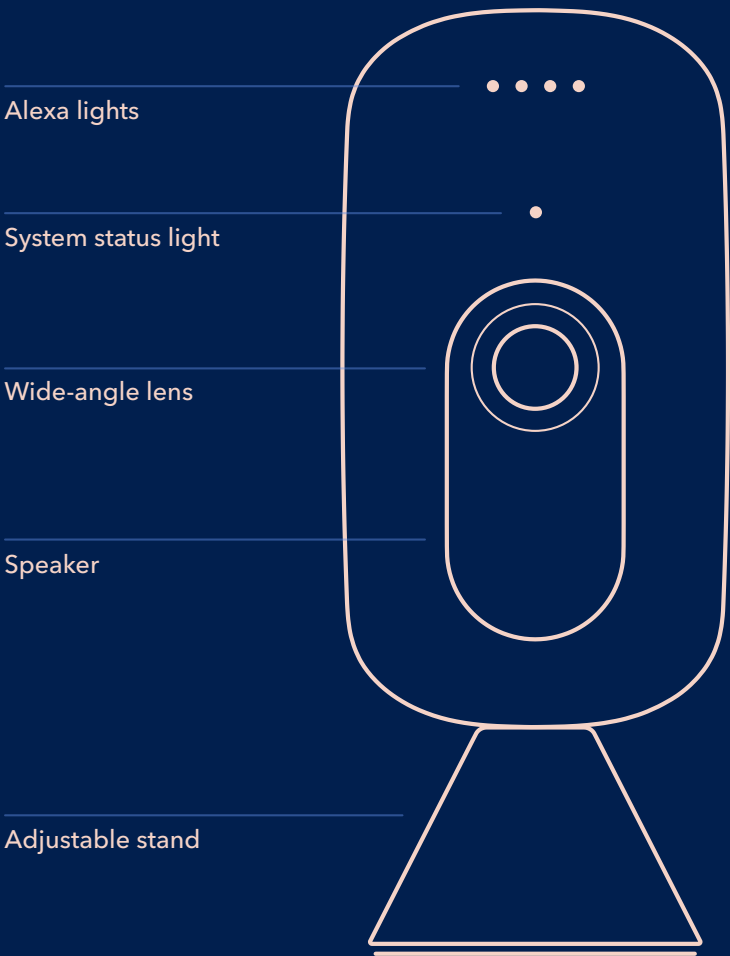 Alexa lights
System status light
Wide-angle lens
Speaker
Adjustable stand